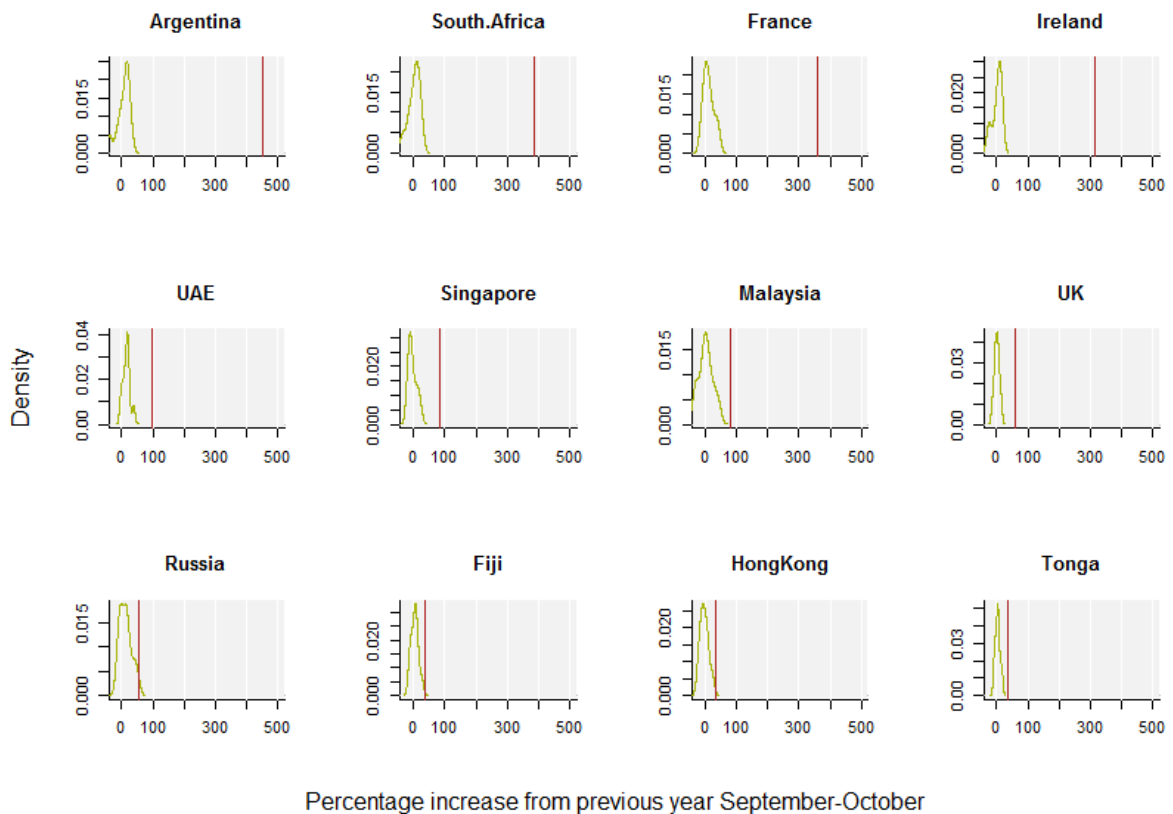 Argentina
South.Africa
France
Ireland
0.000 0.015
0 100 300 500
0.000 0.015
0 100 300 500
0.000 0.015
0 100 300 500
0.000 0.020
0 100 300 500
UAE
Singapore
Malaysia
UK
Density
0.00 0.02 0.04
0 100 300 500
0.000 0.020
0 100 300 500
0.000 0.015
0 100 300 500
0.00 0.03
0 100 300 500
Russia
Fiji
HongKong
Tonga
0.000 0.015
0 100 300 500
0.000 0.020
0 100 300 500
0.000 0.020
0 100 300 500
0.00 0.03
0 100 300 500
Percentage increase from previous year September-October